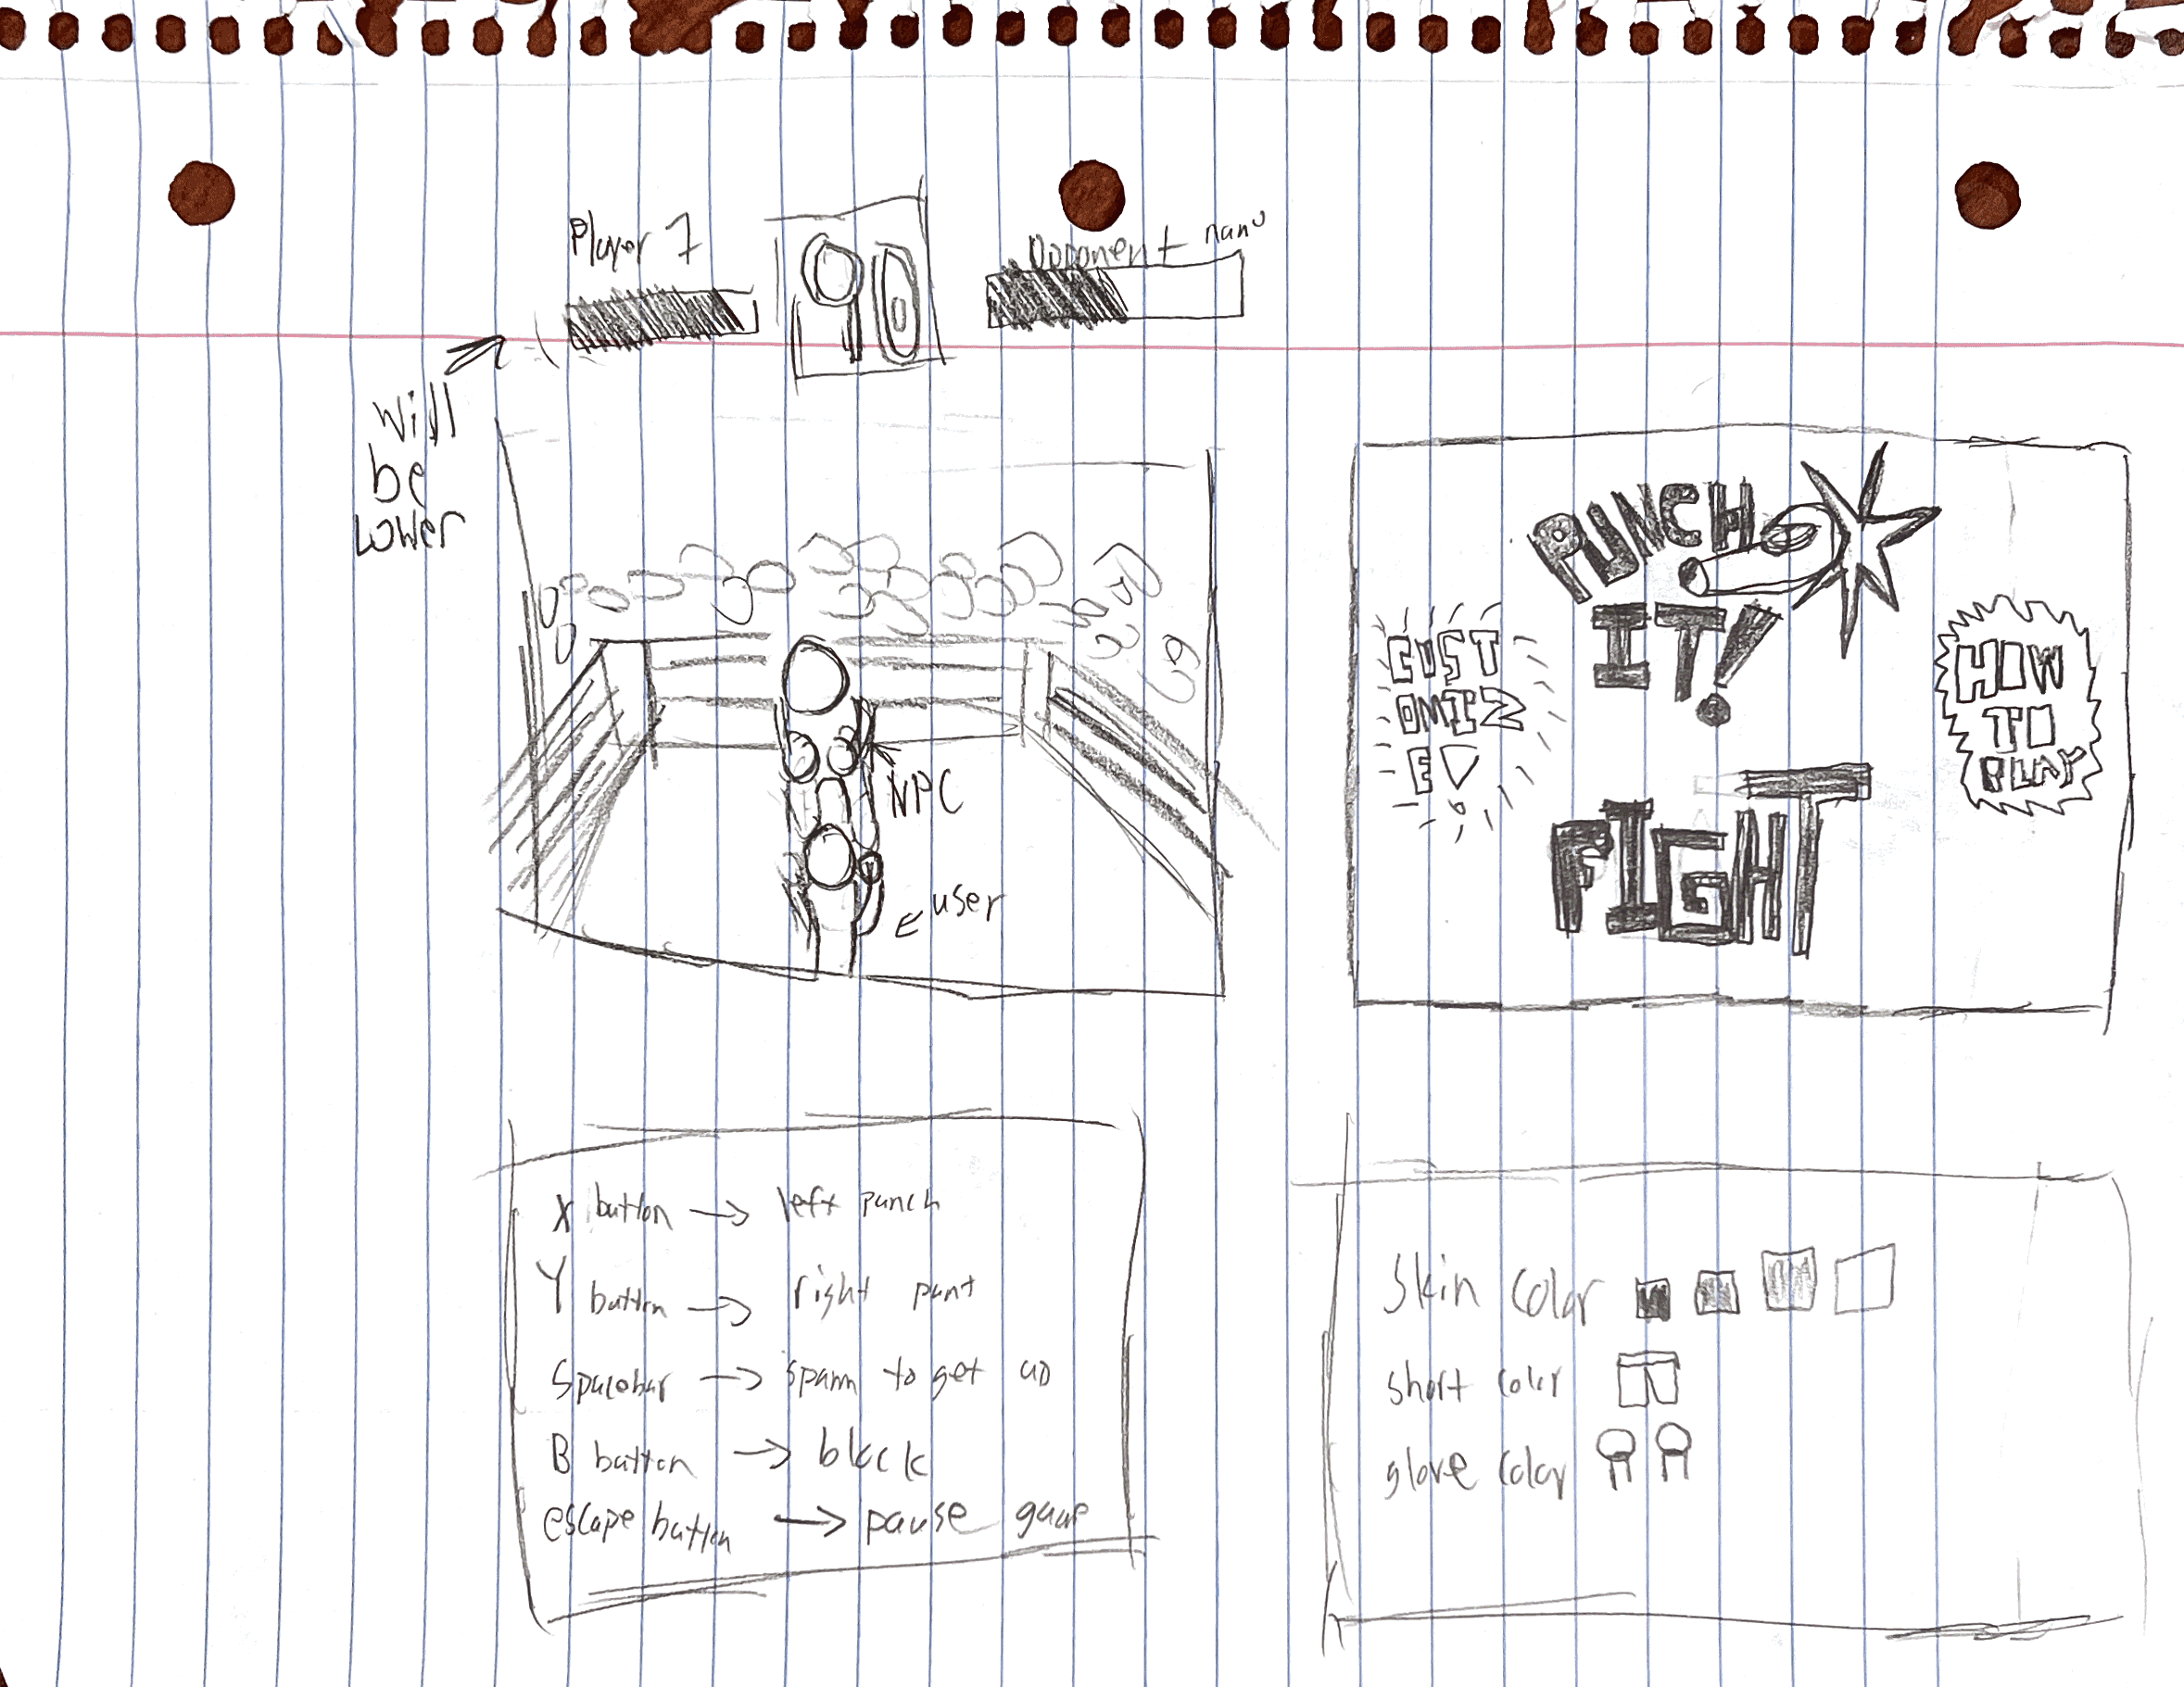 Player 1
Opponent name
Will
be
Lower
NPC
user
PUNCH
IT!
CUST
OMIZ
E
HOW
TO
PLAY
FIGHT
X button → left punch
Y button → right punt
Spacebar → spam to get up
B button → block
escape button → pause game
Skin color
short color
glove color